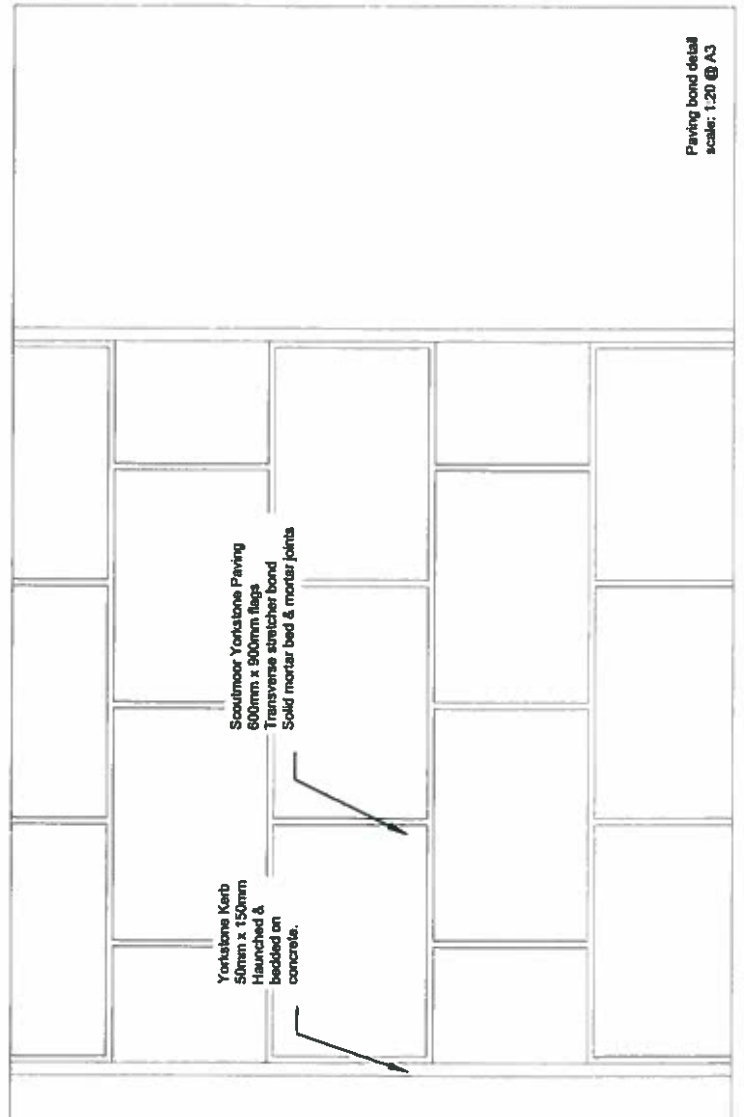 Yorkstone Kerb
50mm x 150mm
Haunched &
bedded on
concrete.
Scoutmoor Yorkstone Paving
600mm x 900mm flags
Transverse stretcher bond
Solid mortar bed & mortar joints
Paving bond detail
scale: 1:20 @ A3